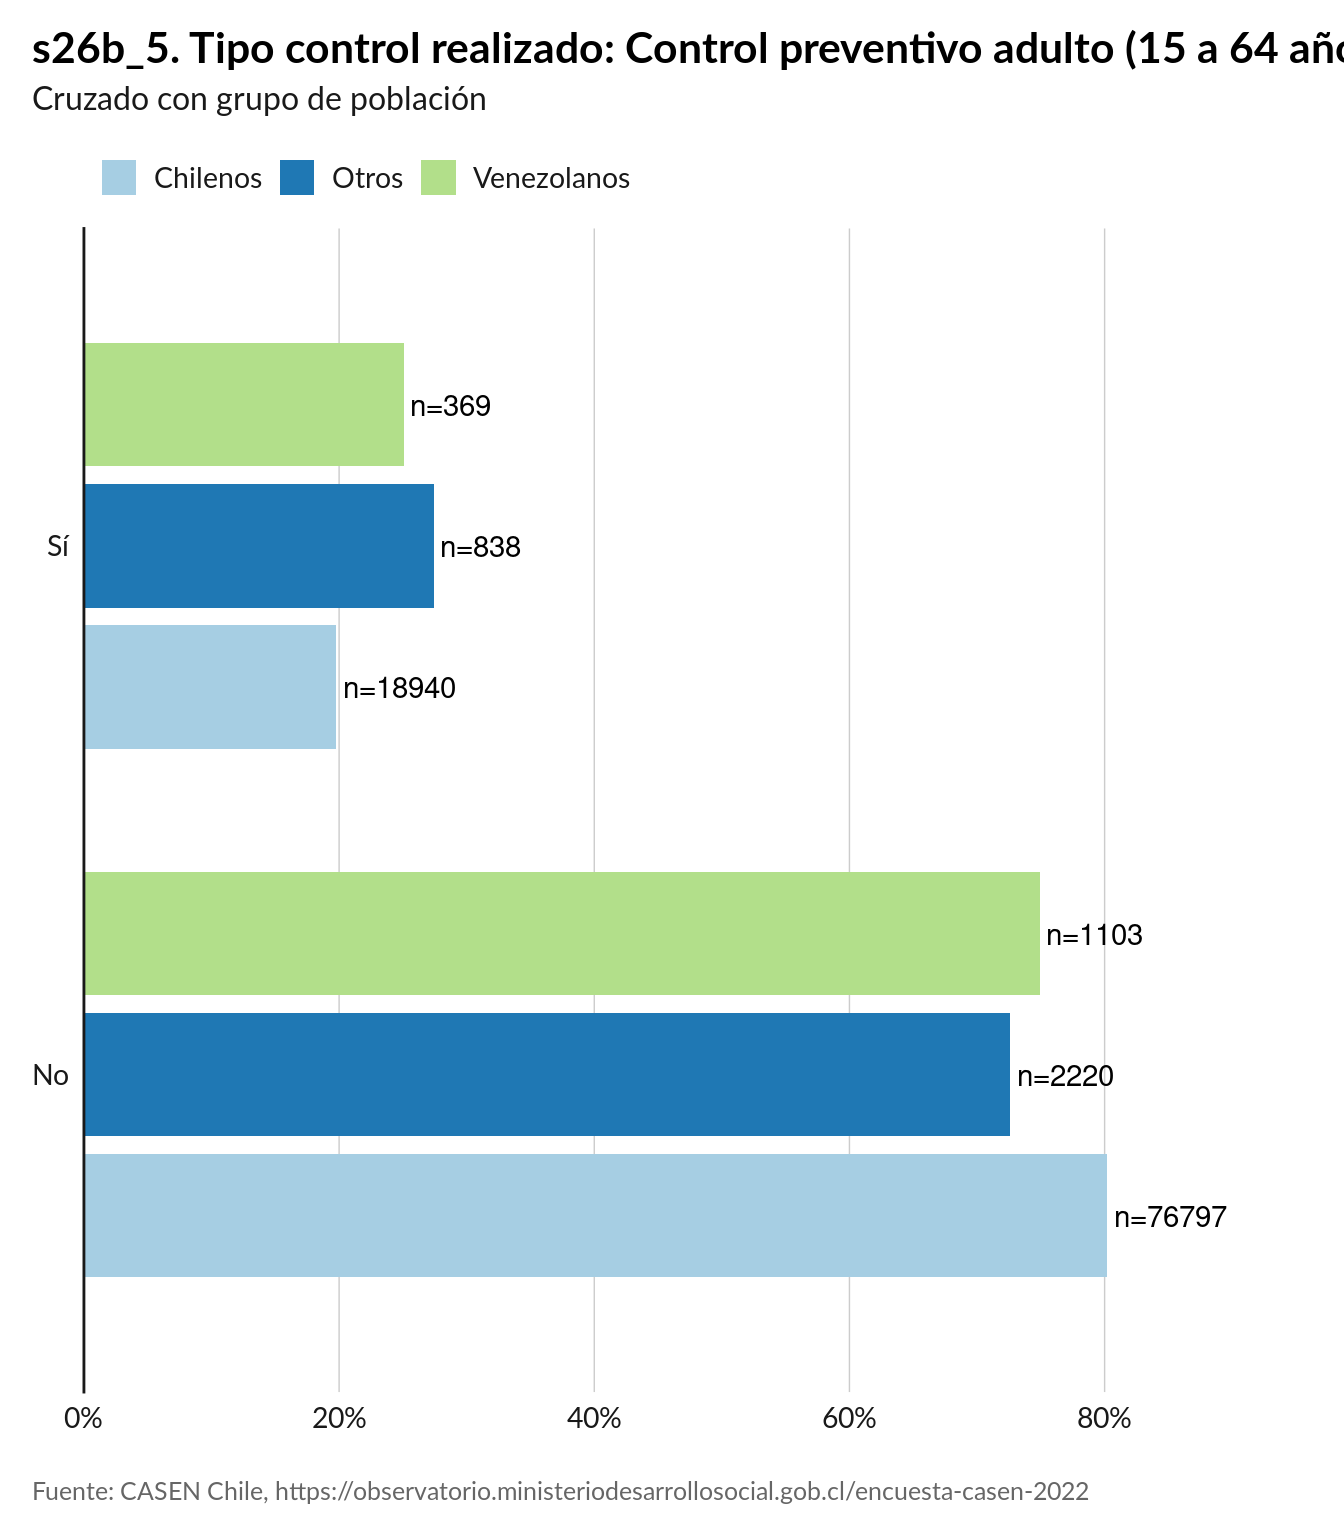 s26b_5. Tipo control realizado: Control preventivo adulto (15 a 64
Cruzado con grupo de población
Chilenos Otros Venezolanos
n=369
Sí
n=838
n=18940
n=1103
No
n=2220
n=76797
0% 20% 40% 60% 80%
Fuente: CASEN Chile, https://observatorio.ministeriodesarrollosocial.gob.cl/encuesta-casen-2022